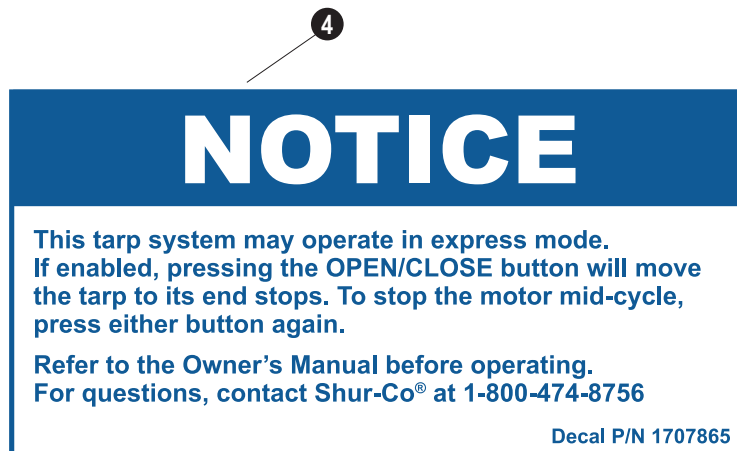 4
NOTICE
This tarp system may operate in express mode.
If enabled, pressing the OPEN/CLOSE button will move
the tarp to its end stops. To stop the motor mid-cycle,
press either button again.
Refer to the Owner’s Manual before operating.
For questions, contact Shur-Co® at 1-800-474-8756
Decal P/N 1707865